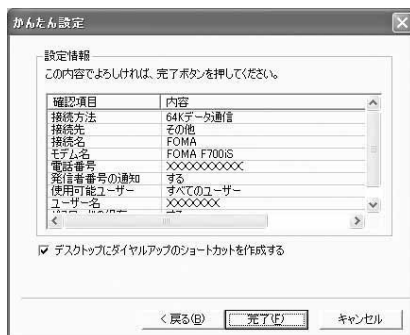 かんたん設定
設定情報
この内容でよろしければ、完了ボタンを押してください。
確認項目 内容
接続方法 64Kデータ通信
接続先 その他
接続名 FOMA
モデム名 FOMA F700iS
電話番号 XXXXXXXXXXX
発信者番号の通知 する
使用可能ユーザー すべてのユーザー
ユーザー名 XXXXXXX
デスクトップにダイヤルアップのショートカットを作成する
< 戻る(B) 完了(F) キャンセル